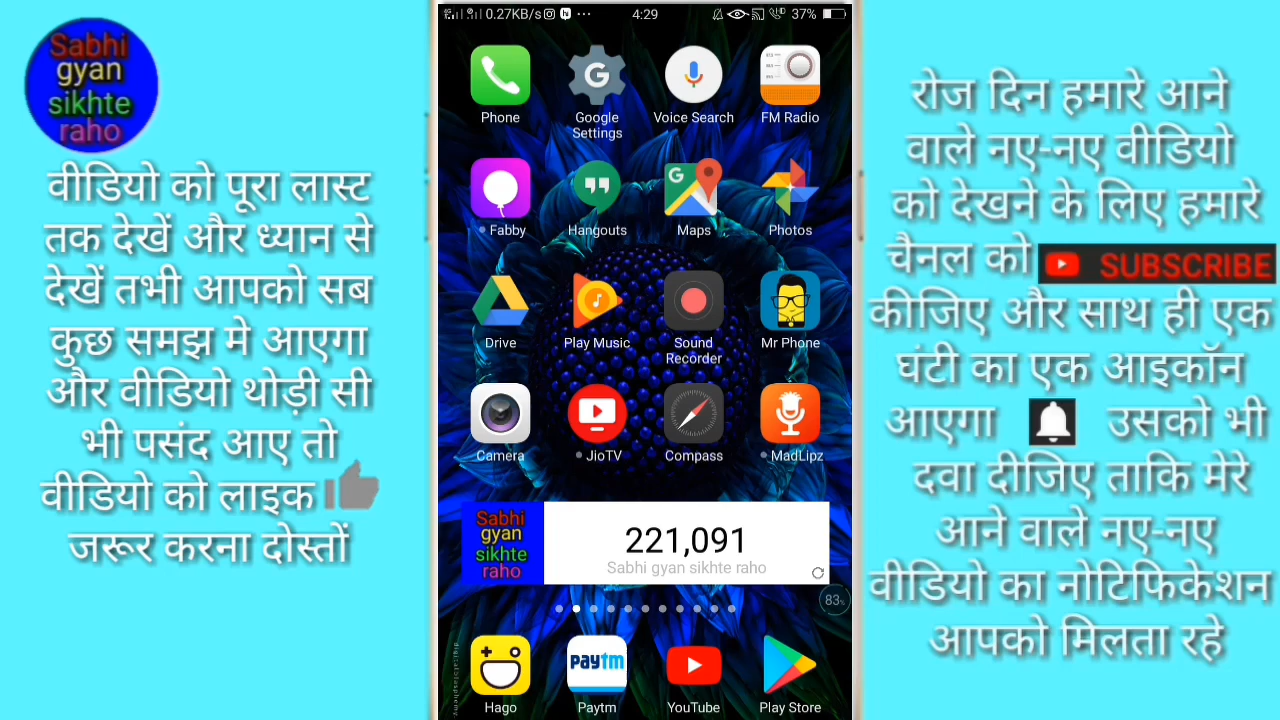 Sabhi
gyan
sikhte
raho
वीडियो को पूरा लास्ट
तक देखें और ध्यान से
देखें तभी आपको सब
कुछ समझ मे आएगा
और वीडियो थोड़ी सी
भी पसंद आए तो
वीडियो को लाइक
जरूर करना दोस्तों
0.27KB/s 4:29 37%
Phone Google Settings Voice Search FM Radio
Fabby Hangouts Maps Photos
Drive Play Music Sound Recorder Mr Phone
Camera JioTV Compass MadLipz
Sabhi
gyan
sikhte
raho
221,091
Sabhi gyan sikhte raho
83%
paytm
Hago Paytm YouTube Play Store
रोज दिन हमारे आने
वाले नए-नए वीडियो
को देखने के लिए हमारे
चैनल को SUBSCRIBE
कीजिए और साथ ही एक
घंटी का एक आइकॉन
आएगा उसको भी
दवा दीजिए ताकि मेरे
आने वाले नए-नए
वीडियो का नोटिफिकेशन
आपको मिलता रहे